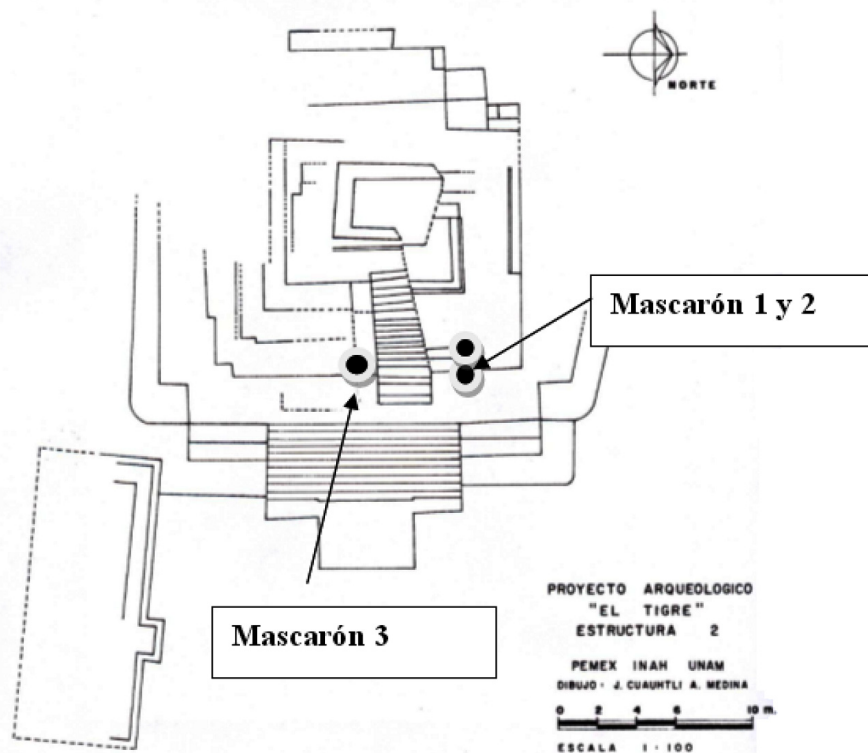 NORTE
Mascarón 1 y 2
Mascarón 3
PROYECTO ARQUEOLOGICO
"EL TIGRE"
ESTRUCTURA 2
PEMEX INAH UNAM
DIBUJO · J. CUAUHTLI A. MEDINA
0 2 4 6 10 m.
ESCALA 1 · 100